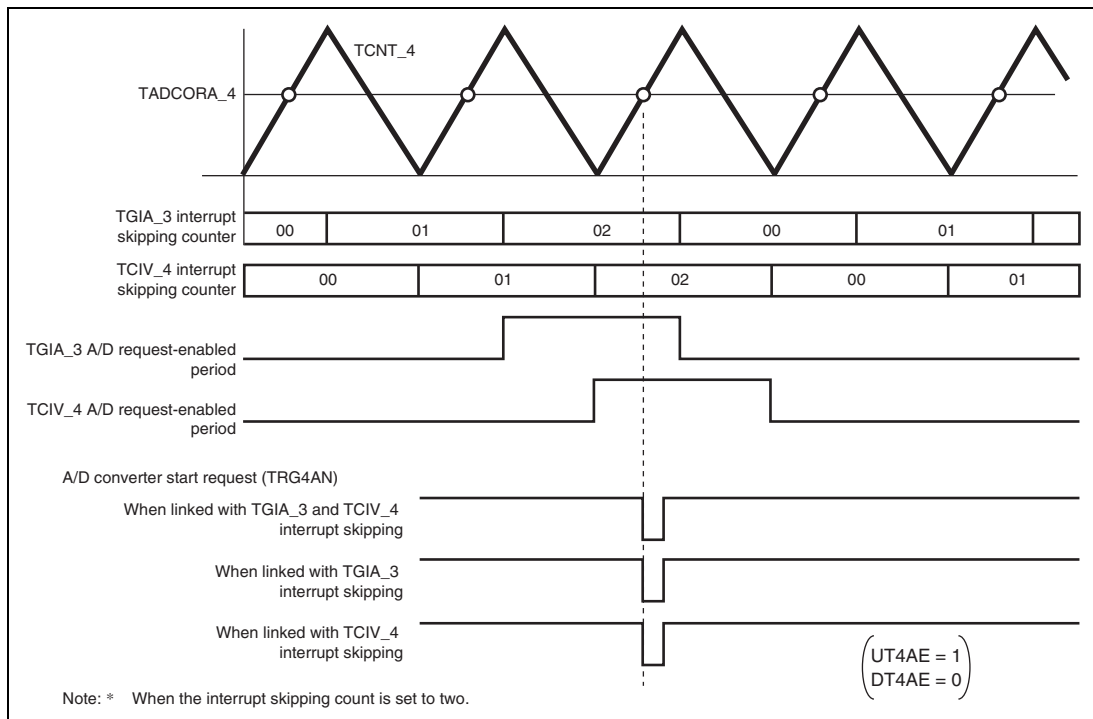 TCNT_4
TADCORA_4
TGIA_3 interrupt
skipping counter
00 01 02 00 01
TCIV_4 interrupt
skipping counter
00 01 02 00 01
TGIA_3 A/D request-enabled
period
TCIV_4 A/D request-enabled
period
A/D converter start request (TRG4AN)
When linked with TGIA_3 and TCIV_4
interrupt skipping
When linked with TGIA_3
interrupt skipping
When linked with TCIV_4
interrupt skipping
UT4AE = 1
DT4AE = 0
Note: * When the interrupt skipping count is set to two.